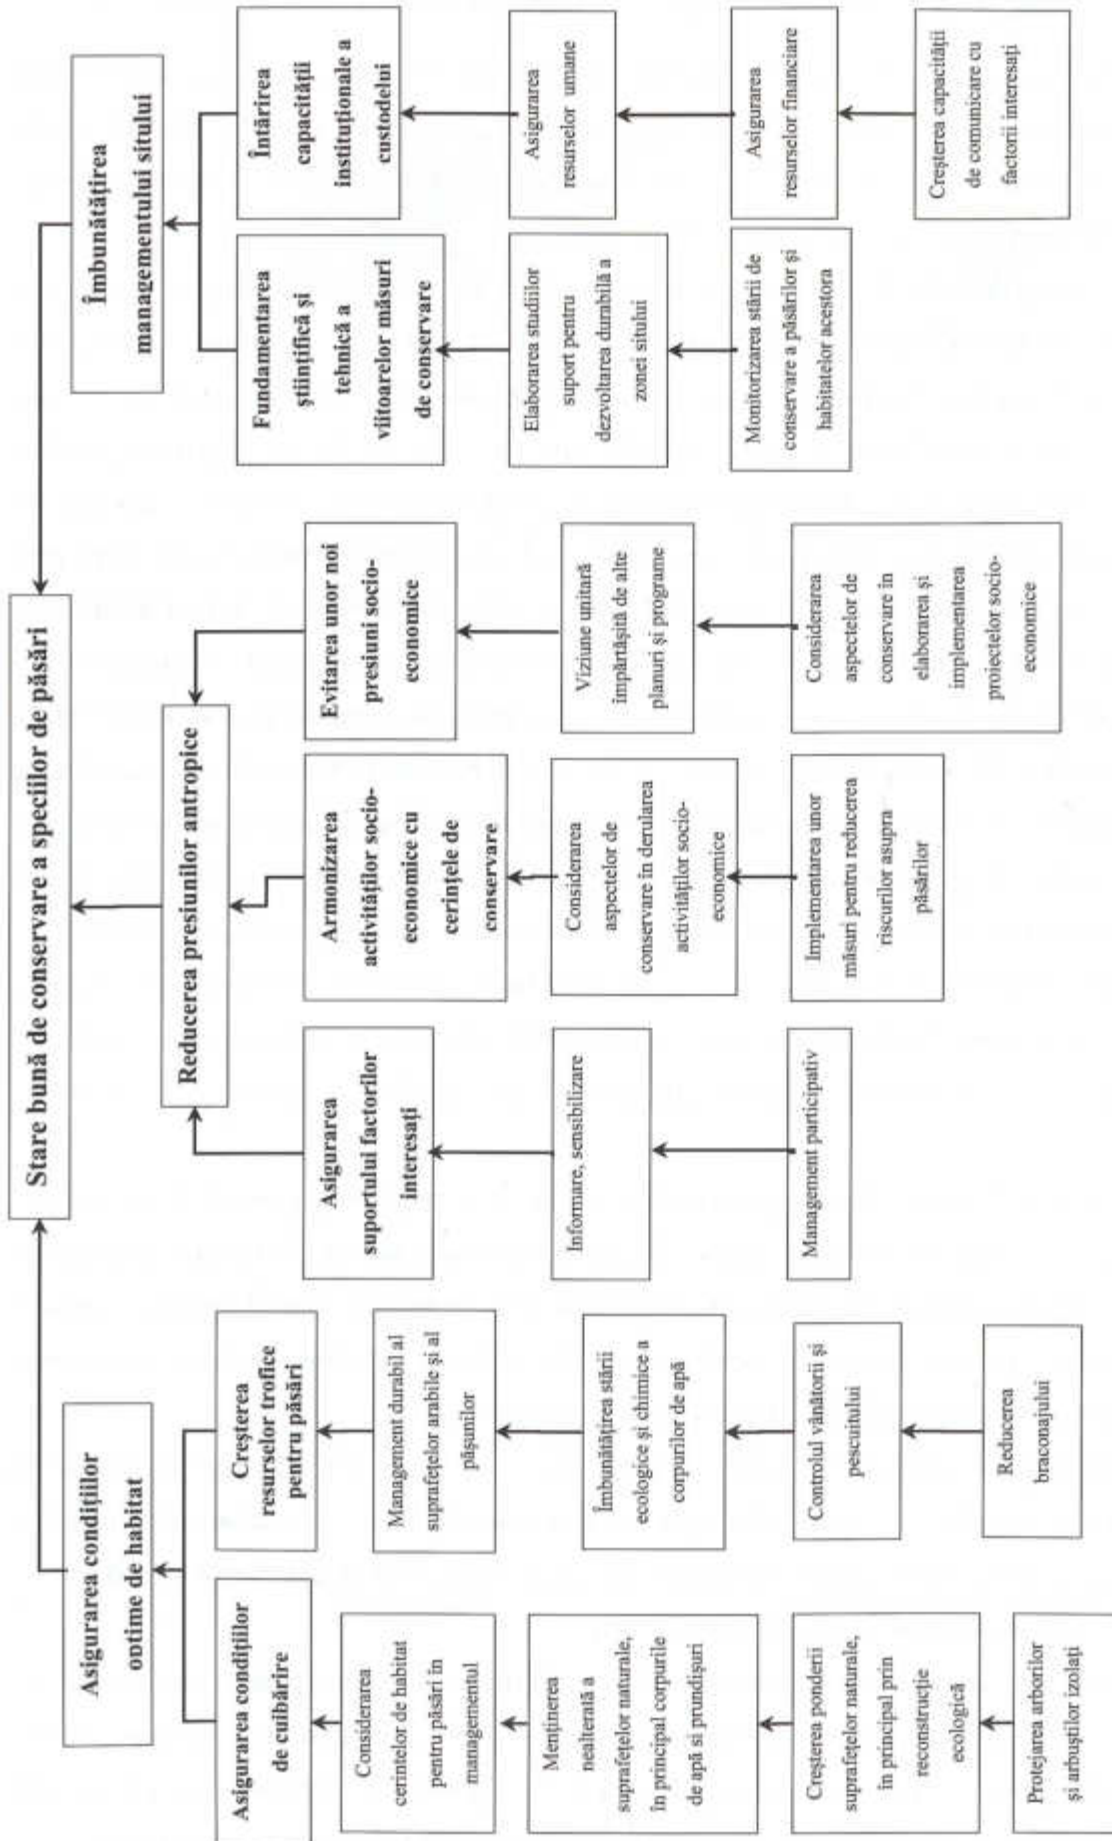 Stare bună de conservare a speciilor de păsări
Asigurarea condițiilor
optime de habitat
Asigurarea condițiilor
de cuibărire
Considerarea
cerintelor de habitat
pentru păsări în
managementul
Menținerea
nealterată a
suprafețelor naturale,
în principal corpurile
de apă si prundișuri
Creșterea ponderii
suprafețelor naturale,
în principal prin
reconstrucție
ecologică
Protejarea arborilor
și arbuștilor izolați
Creșterea
resurselor trofice
pentru păsări
Management durabil al
suprafețelor arabile și al
pășunilor
Îmbunătățirea stării
ecologice și chimice a
corpurilor de apă
Controlul vânătorii și
pescuitului
Reducerea
braconajului
Reducerea presiunilor antropice
Asigurarea
suportului factorilor
interesați
Informare, sensibilizare
Management participativ
Armonizarea
activităților socio-
economice cu
cerințele de
conservare
Considerarea
aspectelor de
conservare în derularea
activităților socio-
economice
Implementarea unor
măsuri pentru reducerea
riscurilor asupra
păsărilor
Evitarea unor noi
presiuni socio-
economice
Viziune unitară
împărtășită de alte
planuri și programe
Considerarea
aspectelor de
conservare în
elaborarea și
implementarea
proiectelor socio-
economice
Îmbunătățirea
managementului sitului
Fundamentarea
științifică și
tehnică a
viitoarelor măsuri
de conservare
Elaborarea studiilor
suport pentru
dezvoltarea durabilă a
zonei sitului
Monitorizarea stării de
conservare a păsărilor și
habitatelor acestora
Întărirea
capacității
instituționale a
custodelui
Asigurarea
resurselor umane
Asigurarea
resurselor financiare
Creșterea capacității
de comunicare cu
factorii interesați